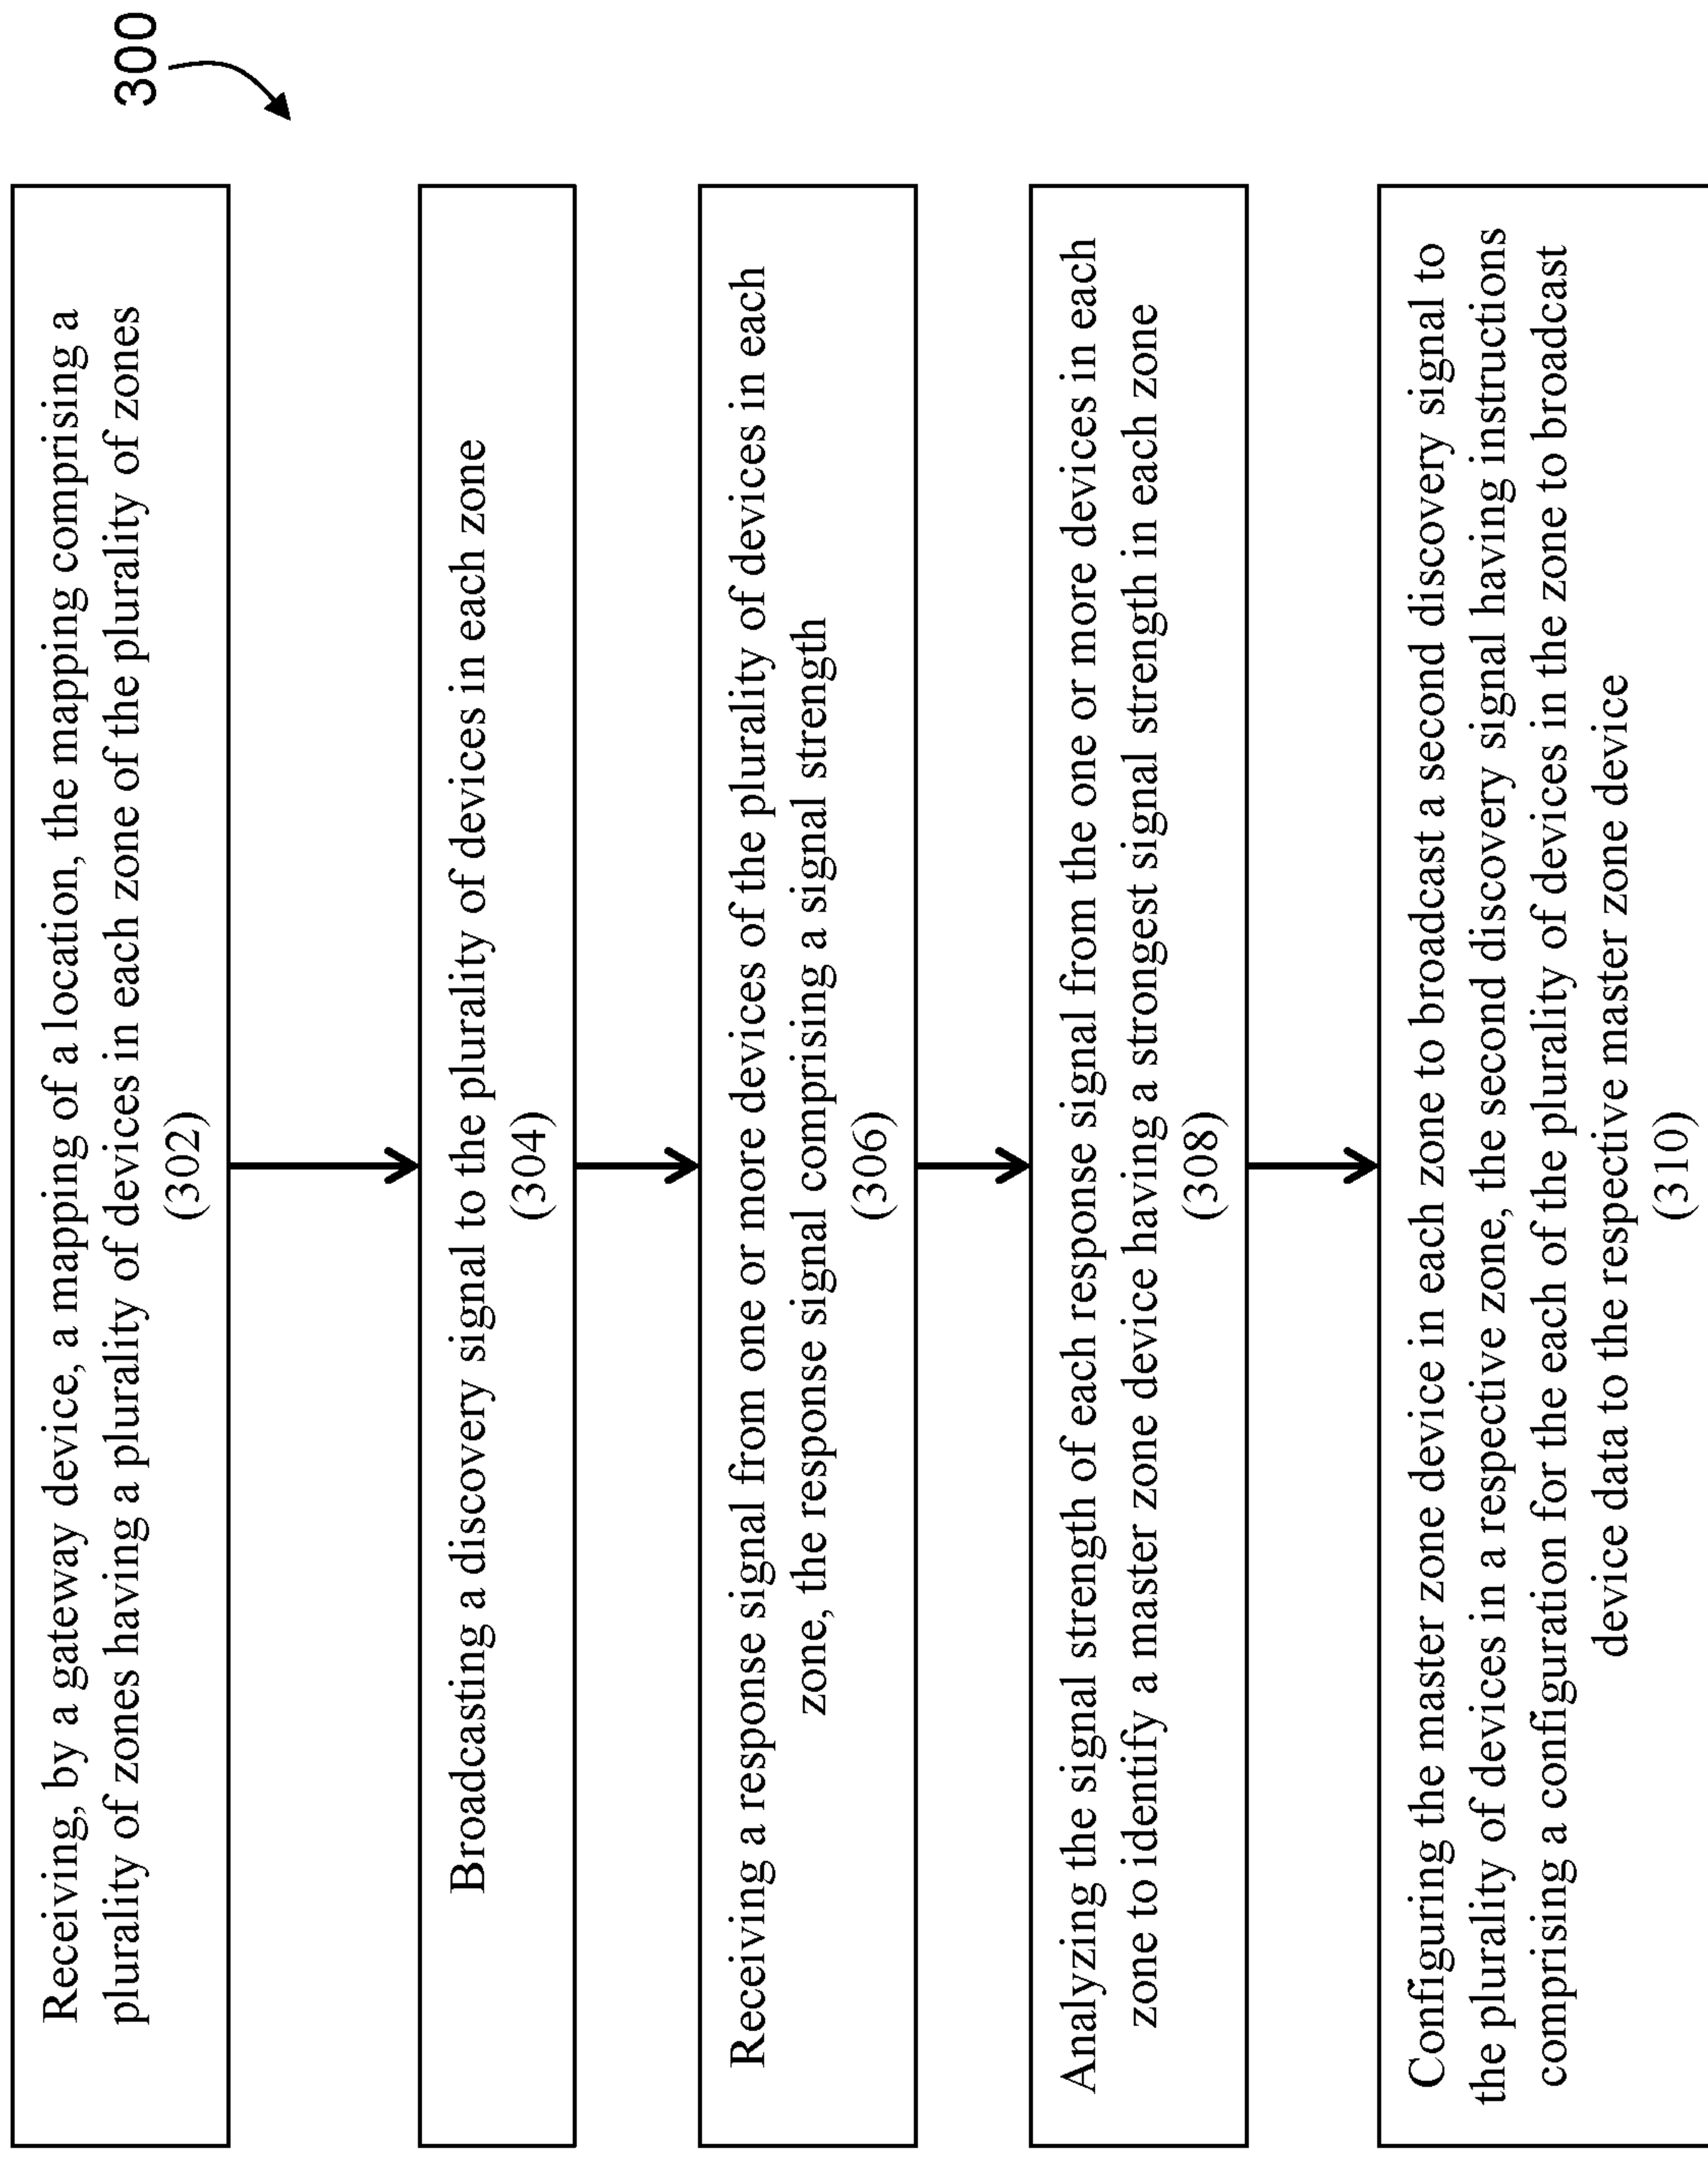 300
Receiving, by a gateway device, a mapping of a location, the mapping comprising a
plurality of zones having a plurality of devices in each zone of the plurality of zones
(302)
Broadcasting a discovery signal to the plurality of devices in each zone
(304)
Receiving a response signal from one or more devices of the plurality of devices in each
zone, the response signal comprising a signal strength
(306)
Analyzing the signal strength of each response signal from the one or more devices in each
zone to identify a master zone device having a strongest signal strength in each zone
(308)
Configuring the master zone device in each zone to broadcast a second discovery signal to
the plurality of devices in a respective zone, the second discovery signal having instructions
comprising a configuration for the each of the plurality of devices in the zone to broadcast
device data to the respective master zone device
(310)